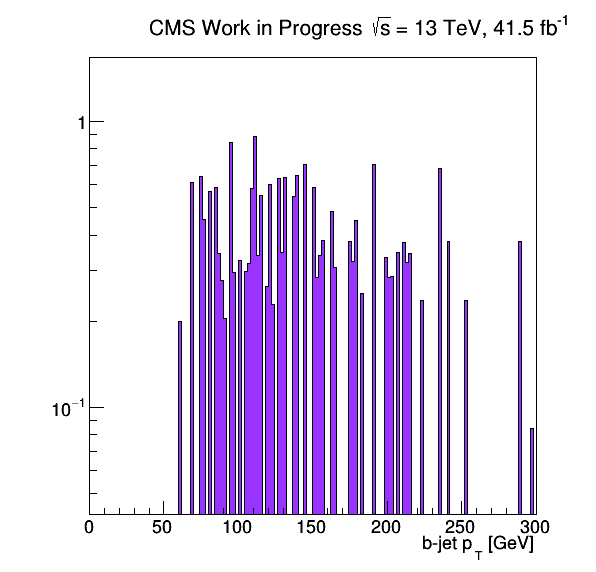 CMS Work in Progress √s = 13 TeV, 41.5 fb⁻¹
1
10⁻¹
0 50 100 150 200 250 300
b-jet p_T [GeV]